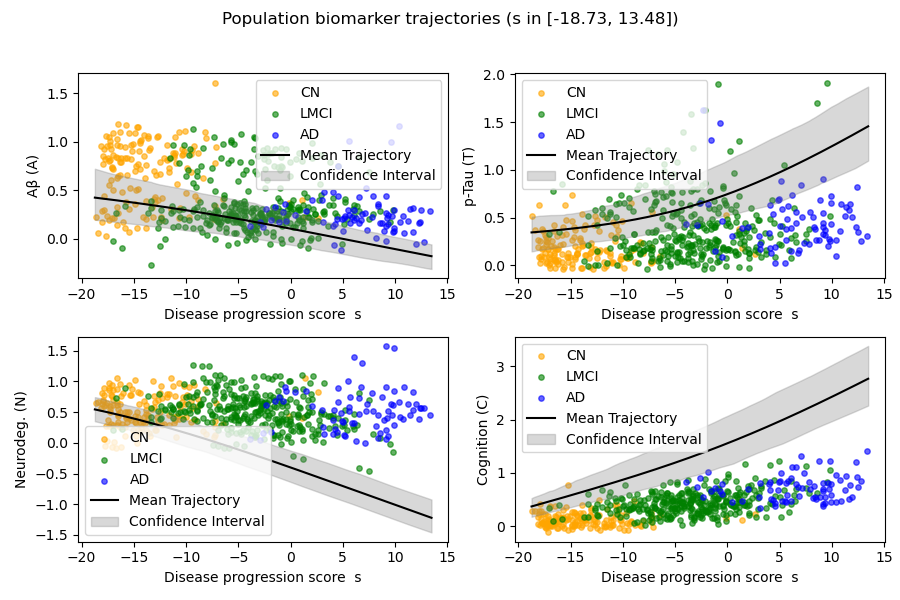 Population biomarker trajectories (s in [-18.73, 13.48])
Aβ (A)
1.5
1.0
0.5
0.0
CN
LMCI
AD
Mean Trajectory
Confidence Interval
−20 −15 −10 −5 0 5 10 15
Disease progression score s
p-Tau (T)
2.0
1.5
1.0
0.5
0.0
CN
LMCI
AD
Mean Trajectory
Confidence Interval
−20 −15 −10 −5 0 5 10 15
Disease progression score s
Neurodeg. (N)
1.5
1.0
0.5
0.0
−0.5
−1.0
−1.5
CN
LMCI
AD
Mean Trajectory
Confidence Interval
−20 −15 −10 −5 0 5 10 15
Disease progression score s
Cognition (C)
3
2
1
0
CN
LMCI
AD
Mean Trajectory
Confidence Interval
−20 −15 −10 −5 0 5 10 15
Disease progression score s